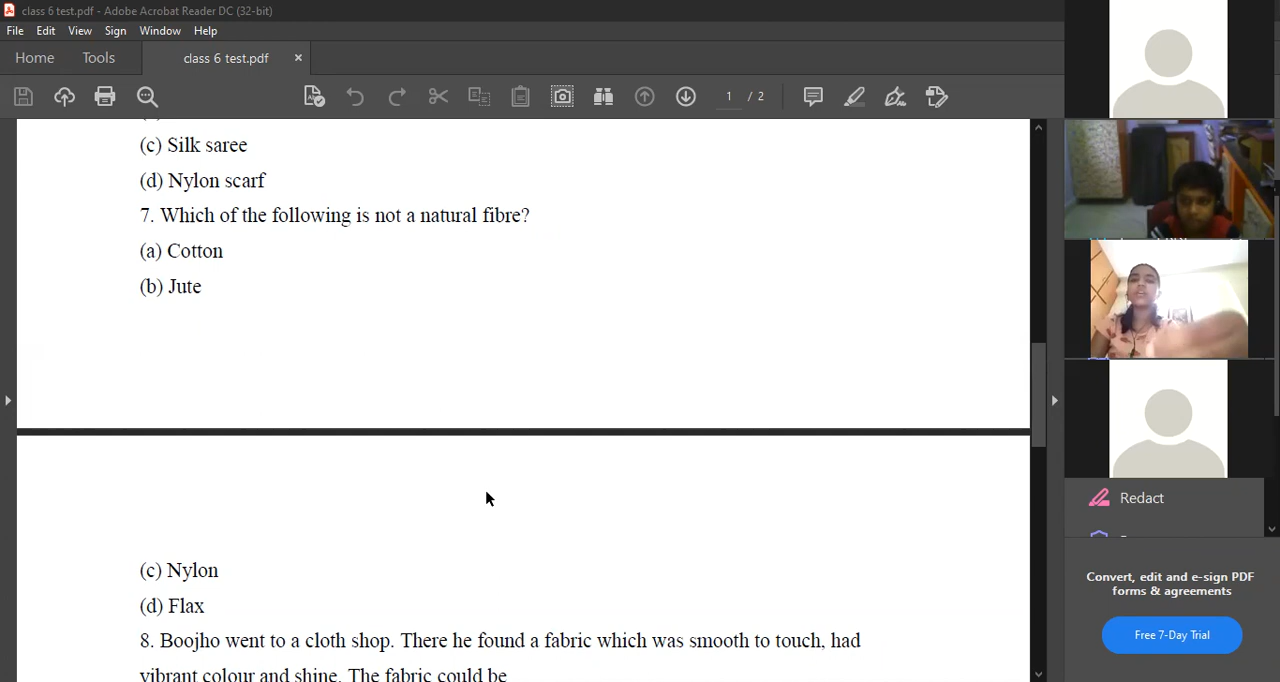 class 6 test.pdf - Adobe Acrobat Reader DC (32-bit)
File Edit View Sign Window Help
Home Tools class 6 test.pdf ×
1 / 2
(c) Silk saree
(d) Nylon scarf
7. Which of the following is not a natural fibre?
(a) Cotton
(b) Jute
(c) Nylon
(d) Flax
8. Boojho went to a cloth shop. There he found a fabric which was smooth to touch, had
vibrant colour and shine. The fabric could be
Redact
Convert, edit and e-sign PDF
forms & agreements
Free 7-Day Trial